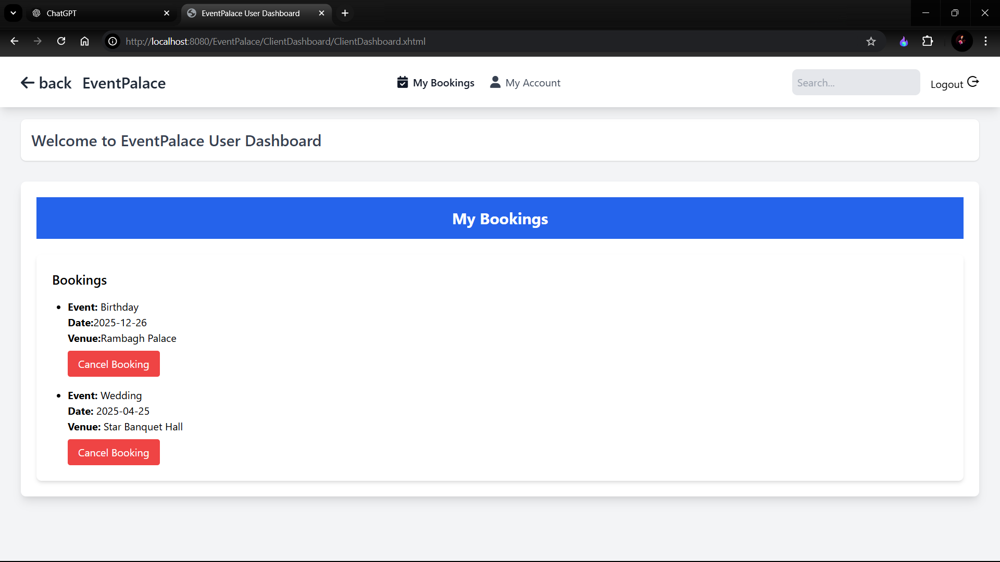 ChatGPT
EventPalace User Dashboard
http://localhost:8080/EventPalace/ClientDashboard/ClientDashboard.xhtml
back EventPalace
My Bookings
My Account
Search...
Logout
Welcome to EventPalace User Dashboard
My Bookings
Bookings
Event: Birthday
Date:2025-12-26
Venue:Rambagh Palace
Cancel Booking
Event: Wedding
Date: 2025-04-25
Venue: Star Banquet Hall
Cancel Booking